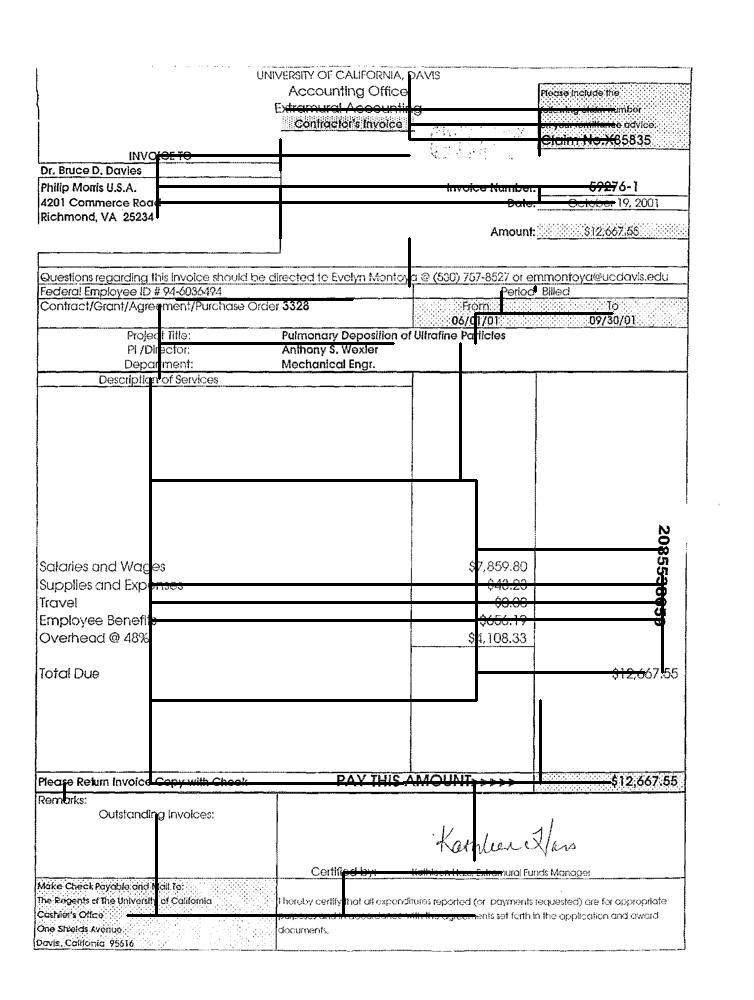 UNIVERSITY OF CALIFORNIA, DAVIS
Accounting Office
Extramural Accounting
Contractor's Invoice
Please include the
following claim number
on your remittance advice.
Claim No.X85835
INVOICE TO
Dr. Bruce D. Davies
Philip Morris U.S.A.
4201 Commerce Road
Richmond, VA 23234
Invoice Number: 59276-1
Date: October 19, 2001
Amount: $12,667.55
Questions regarding this invoice should be directed to Evelyn Montoya @ (530) 757-8527 or emmontoya@ucdavis.edu
Federal Employee ID # 94-6036494
Period Billed
Contract/Grant/Agreement/Purchase Order 3328
From To
06/01/01 09/30/01
Project Title: Pulmonary Deposition of Ultrafine Particles
PI /Director: Anthony S. Wexler
Department: Mechanical Engr.
Description of Services
Salaries and Wages $7,859.80
Supplies and Expenses
Travel $0.00
Employee Benefits $656.19
Overhead @ 48% $4,108.33
Total Due $12,667.55
Please Return Invoice Copy with Check PAY THIS AMOUNT>>>>> $12,667.55
Remarks:
Outstanding Invoices:
Kathleen Hass
Certified by: Kathleen Hass, Extramural Funds Manager
Make Check Payable and Mail To:
The Regents of The University of California
Cashier's Office
One Shields Avenue
Davis, California 95616
I hereby certify that all expenditures reported (or payments requested) are for appropriate
purposes and in accordance with the agreements set forth in the application and award
documents.